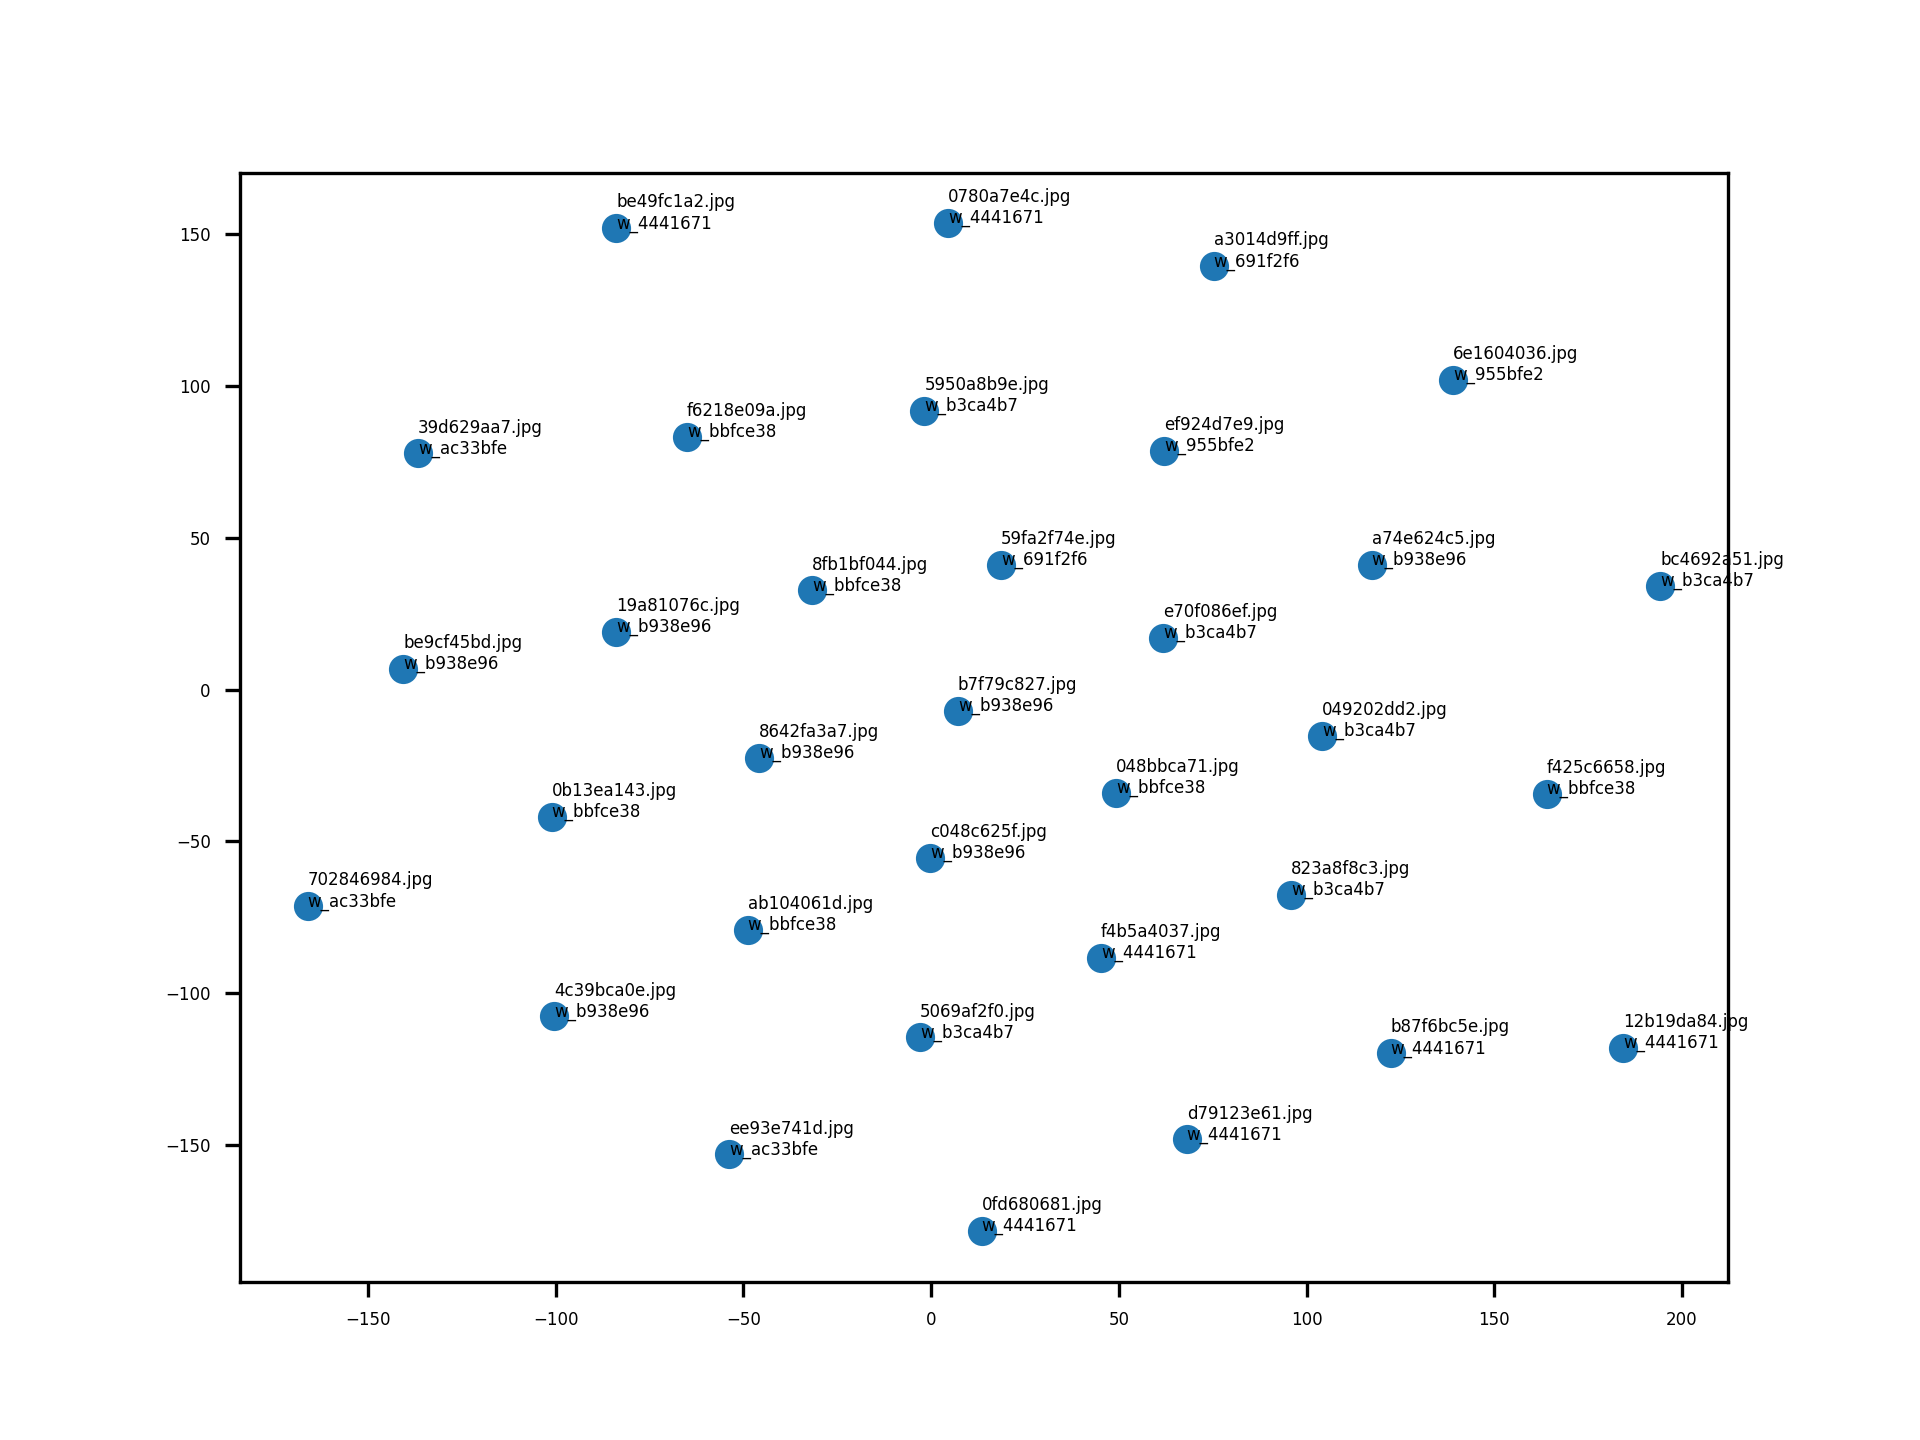 be49fc1a2.jpg
w_4441671
0780a7e4c.jpg
w_4441671
a3014d9ff.jpg
w_691f2f6
6e1604036.jpg
w_955bfe2
5950a8b9e.jpg
w_b3ca4b7
f6218e09a.jpg
w_bbfce38
ef924d7e9.jpg
w_955bfe2
39d629aa7.jpg
w_ac33bfe
59fa2f74e.jpg
w_691f2f6
a74e624c5.jpg
w_b938e96
bc4692a51.jpg
w_b3ca4b7
8fb1bf044.jpg
w_bbfce38
19a81076c.jpg
w_b938e96
e70f086ef.jpg
w_b3ca4b7
be9cf45bd.jpg
w_b938e96
b7f79c827.jpg
w_b938e96
049202dd2.jpg
w_b3ca4b7
8642fa3a7.jpg
w_b938e96
048bbca71.jpg
w_bbfce38
f425c6658.jpg
w_bbfce38
0b13ea143.jpg
w_bbfce38
c048c625f.jpg
w_b938e96
823a8f8c3.jpg
w_b3ca4b7
702846984.jpg
w_ac33bfe
ab104061d.jpg
w_bbfce38
f4b5a4037.jpg
w_4441671
4c39bca0e.jpg
w_b938e96
5069af2f0.jpg
w_b3ca4b7
12b19da84.jpg
w_4441671
b87f6bc5e.jpg
w_4441671
d79123e61.jpg
w_4441671
ee93e741d.jpg
w_ac33bfe
0fd680681.jpg
w_4441671
150
100
50
0
−50
−100
−150
−150 −100 −50 0 50 100 150 200